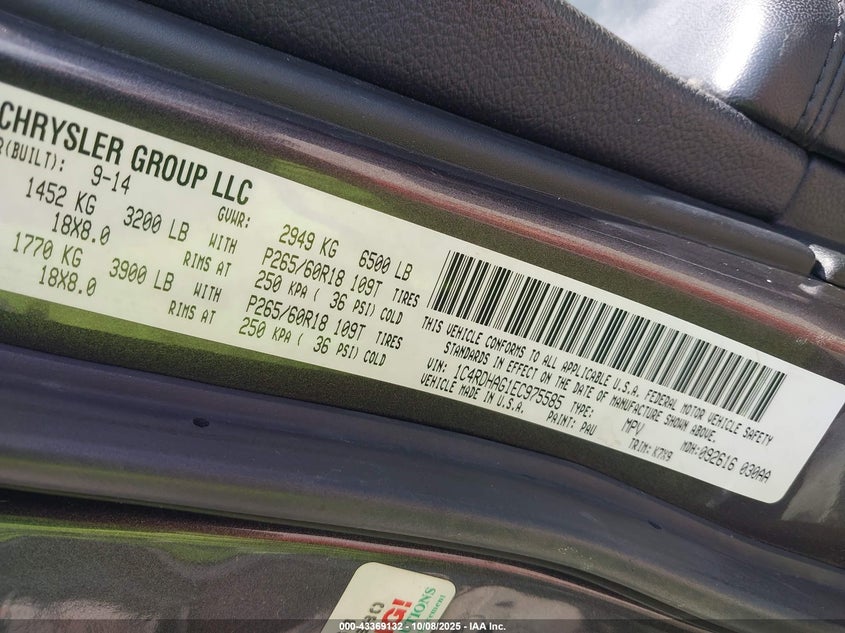 CHRYSLER GROUP LLC
(BUILT): 9-14 GVWR: 2949 KG 6500 LB
1452 KG 3200 LB WITH P265/60R18 109T TIRES
18X8.0 RIMS AT 250 KPA ( 36 PSI) COLD
1770 KG 3900 LB WITH P265/60R18 109T TIRES
18X8.0 RIMS AT 250 KPA ( 36 PSI) COLD
THIS VEHICLE CONFORMS TO ALL APPLICABLE U.S.A. FEDERAL MOTOR VEHICLE SAFETY
STANDARDS IN EFFECT ON THE DATE OF MANUFACTURE SHOWN ABOVE.
VIN: 1C4RDHAG1EC975585 TYPE: MPV MDH:092616 030AA
VEHICLE MADE IN U.S.A. PAINT: PAU TRIM: K7X9
000-43369132 - 10/08/2025 - IAA Inc.